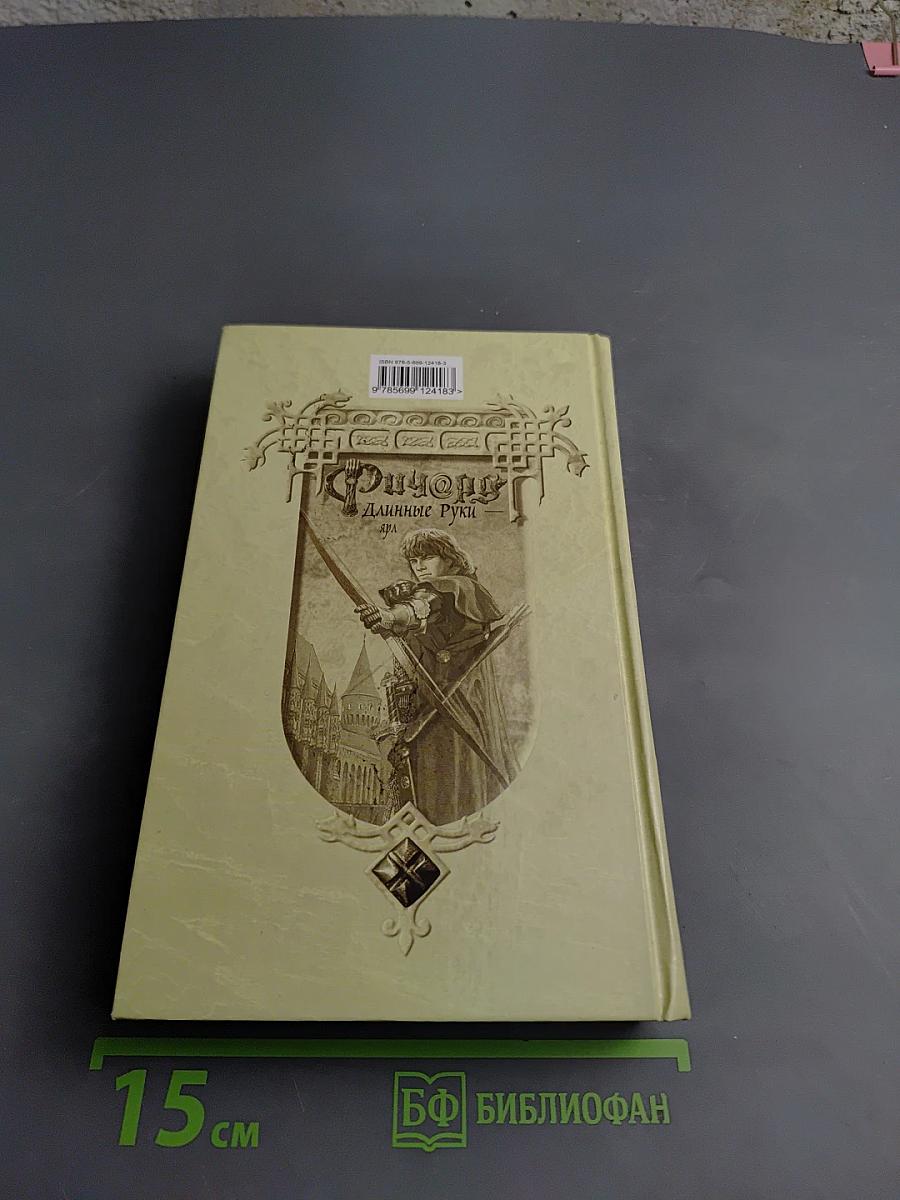 ISBN 978-5-699-12418-3
9 785699 124183 >
Ричард
Длинные Руки —
ярл
15 см
БФ БИБЛИОФАН